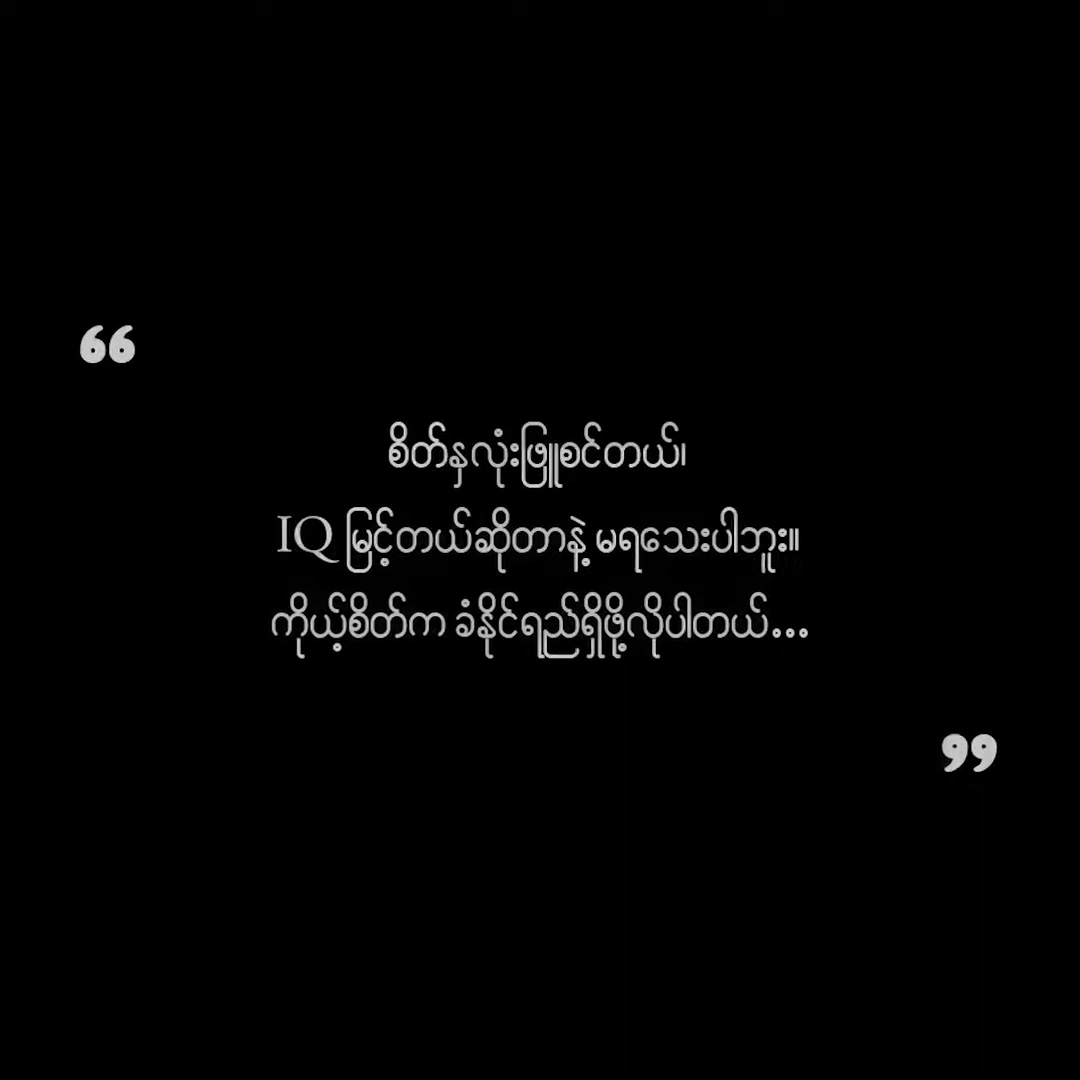 “
စိတ်နှလုံးဖြူစင်တယ်၊
IQ မြင့်တယ်ဆိုတာနဲ့ မရသေးပါဘူး။
ကိုယ့်စိတ်က ခံနိုင်ရည်ရှိဖို့လိုပါတယ်...
”